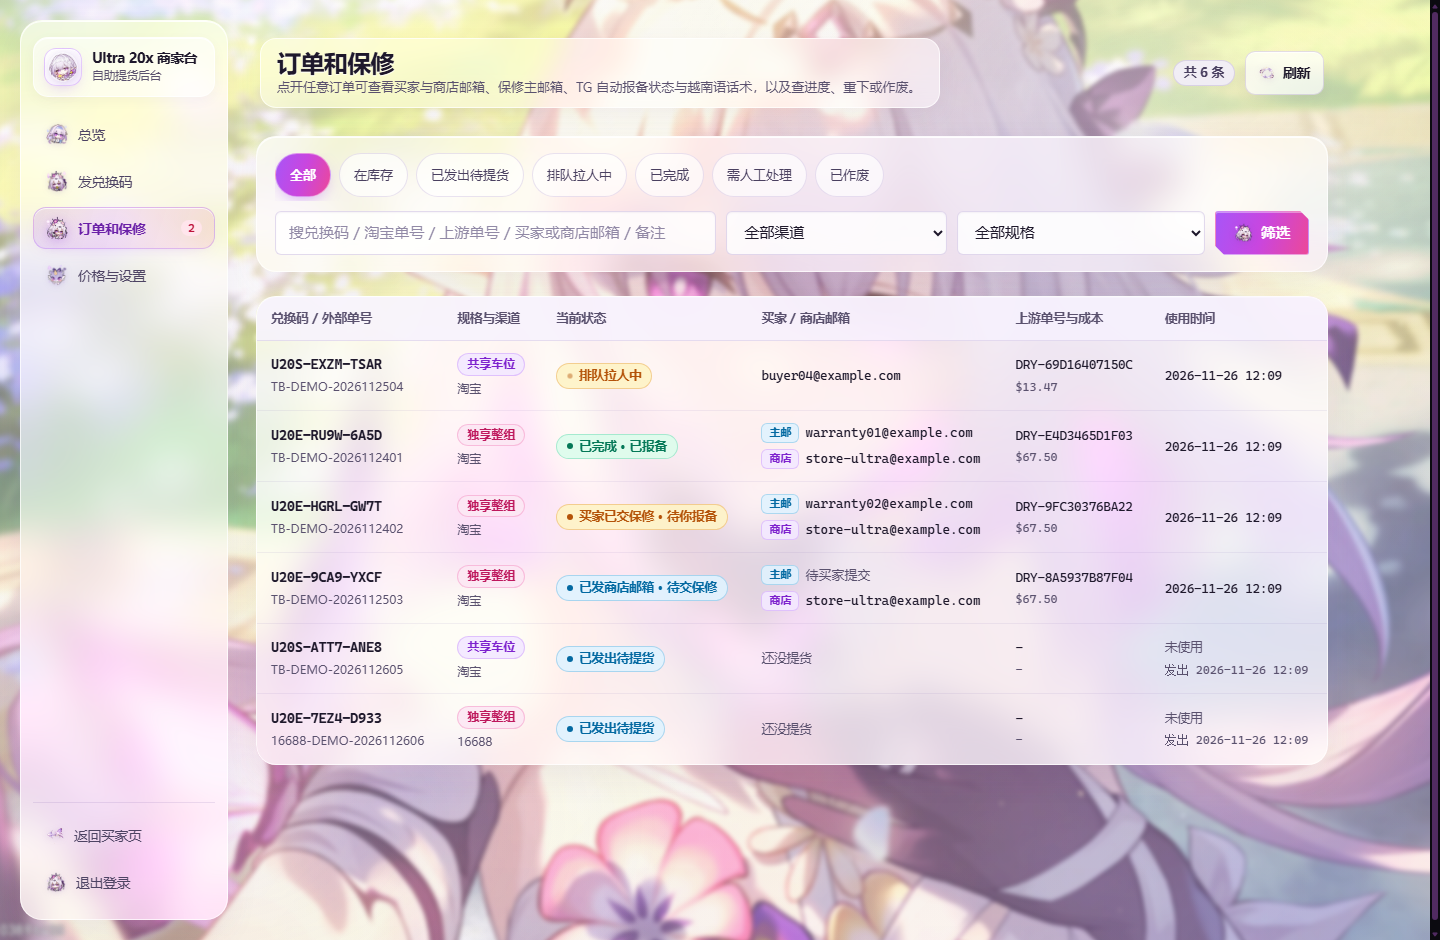 Ultra 20x 商家台
自助提货后台
总览
发兑换码
订单和保修 2
价格与设置
返回买家页
退出登录
订单和保修
点开任意订单可查看买家与商店邮箱、保修主邮箱、TG 自动报备状态与越南语话术，以及查进度、重下或作废。
共 6 条
刷新
全部 在库存 已发出待提货 排队拉人中 已完成 需人工处理 已作废
搜兑换码 / 淘宝单号 / 上游单号 / 买家或商店邮箱 / 备注 全部渠道 全部规格 筛选
兑换码 / 外部单号 规格与渠道 当前状态 买家 / 商店邮箱 上游单号与成本 使用时间
U20S-EXZM-TSAR 共享车位 排队拉人中 buyer04@example.com DRY-69D16407150C 2026-11-26 12:09
TB-DEMO-2026112504 淘宝 $13.47
U20E-RU9W-6A5D 独享整组 已完成 • 已报备 主邮 warranty01@example.com DRY-E4D3465D1F03 2026-11-26 12:09
TB-DEMO-2026112401 淘宝 商店 store-ultra@example.com $67.50
U20E-HGRL-GW7T 独享整组 买家已交保修 • 待你报备 主邮 warranty02@example.com DRY-9FC30376BA22 2026-11-26 12:09
TB-DEMO-2026112402 淘宝 商店 store-ultra@example.com $67.50
U20E-9CA9-YXCF 独享整组 已发商店邮箱 • 待交保修 主邮 待买家提交 DRY-8A5937B87F04 2026-11-26 12:09
TB-DEMO-2026112503 淘宝 商店 store-ultra@example.com $67.50
U20S-ATT7-ANE8 共享车位 已发出待提货 还没提货 – 未使用
TB-DEMO-2026112605 淘宝 – 发出 2026-11-26 12:09
U20E-7EZ4-D933 独享整组 已发出待提货 还没提货 – 未使用
16688-DEMO-2026112606 16688 – 发出 2026-11-26 12:09